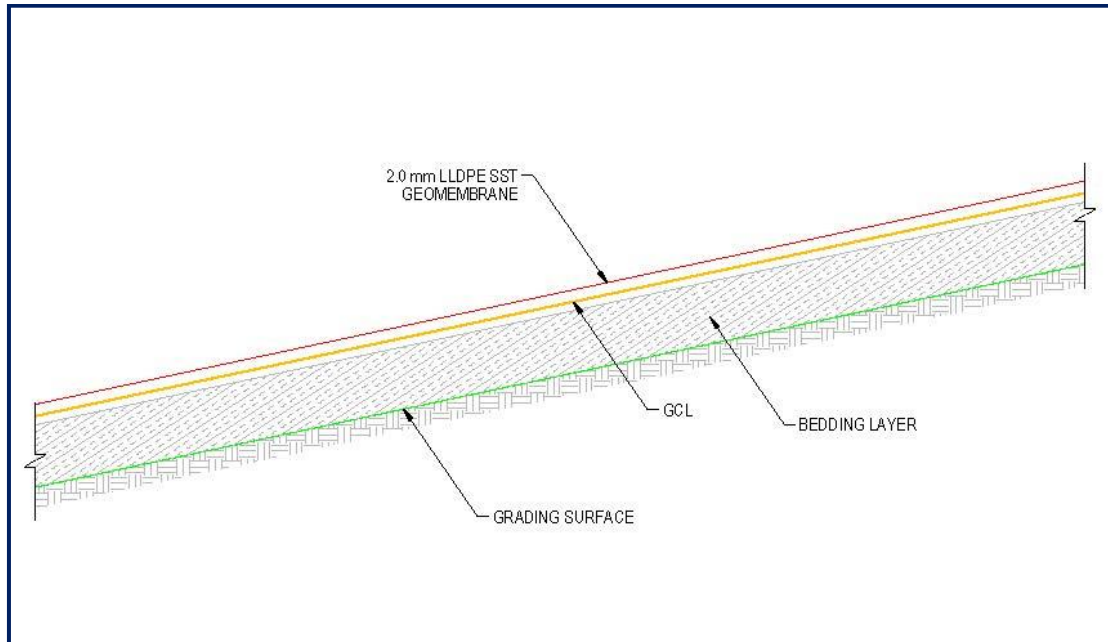 2.0 mm LLDPE SST
GEOMEMBRANE
GCL
BEDDING LAYER
GRADING SURFACE